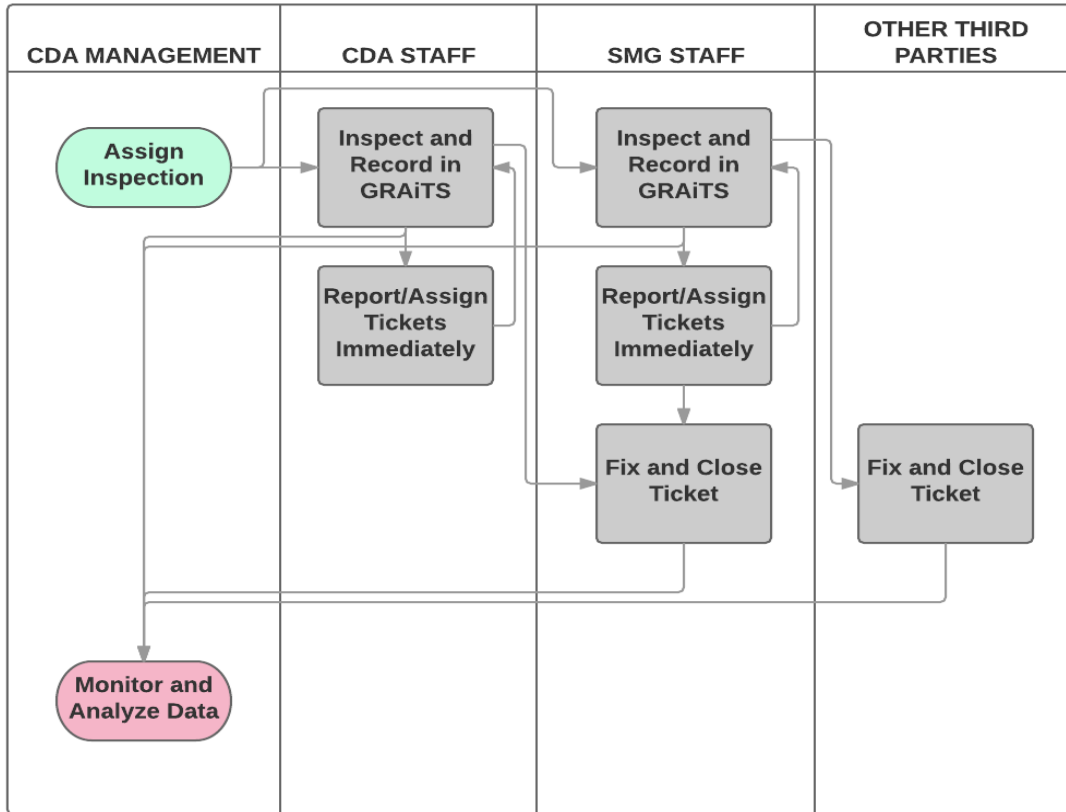 CDA MANAGEMENT
CDA STAFF
SMG STAFF
OTHER THIRD
PARTIES
Assign
Inspection
Inspect and
Record in
GRAiTS
Inspect and
Record in
GRAiTS
Report/Assign
Tickets
Immediately
Report/Assign
Tickets
Immediately
Fix and Close
Ticket
Fix and Close
Ticket
Monitor and
Analyze Data